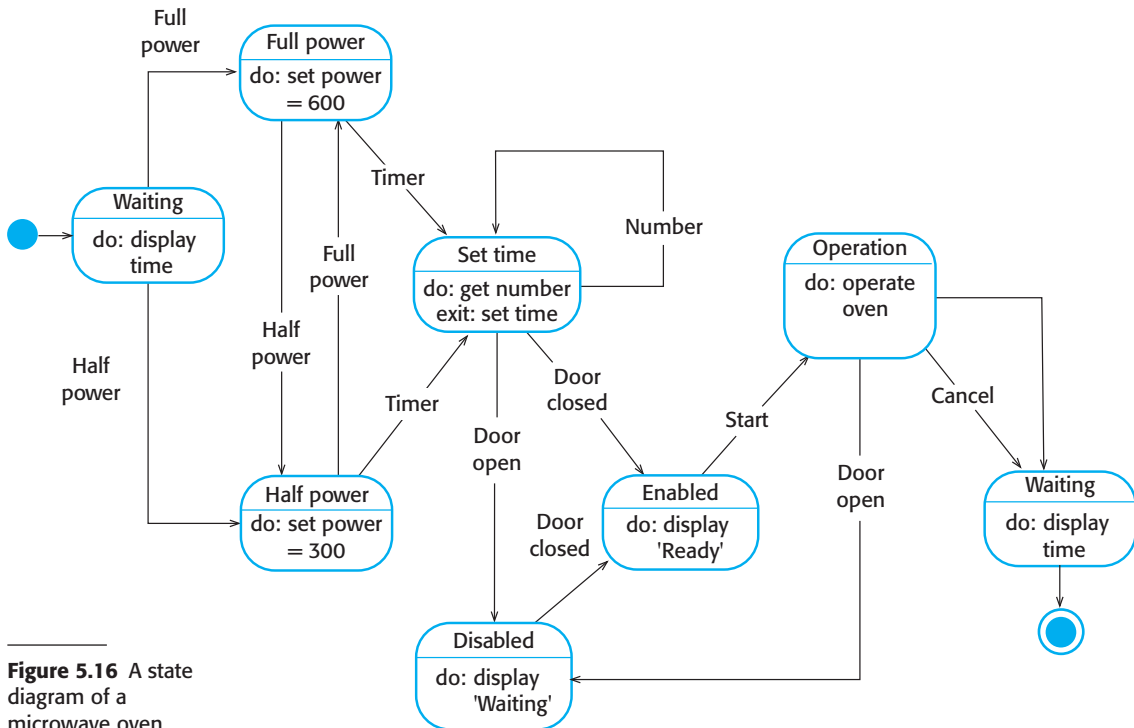 Full
power
Full power
do: set power
= 600
Timer
Number
Waiting
do: display
time
Full
power
Set time
do: get number
exit: set time
Operation
do: operate
oven
Half
power
Half
power
Timer
Door
closed
Cancel
Start
Door
open
Door
open
Half power
do: set power
= 300
Enabled
do: display
'Ready'
Waiting
do: display
time
Door
closed
Disabled
do: display
'Waiting'
Figure 5.16 A state
diagram of a
microwave oven